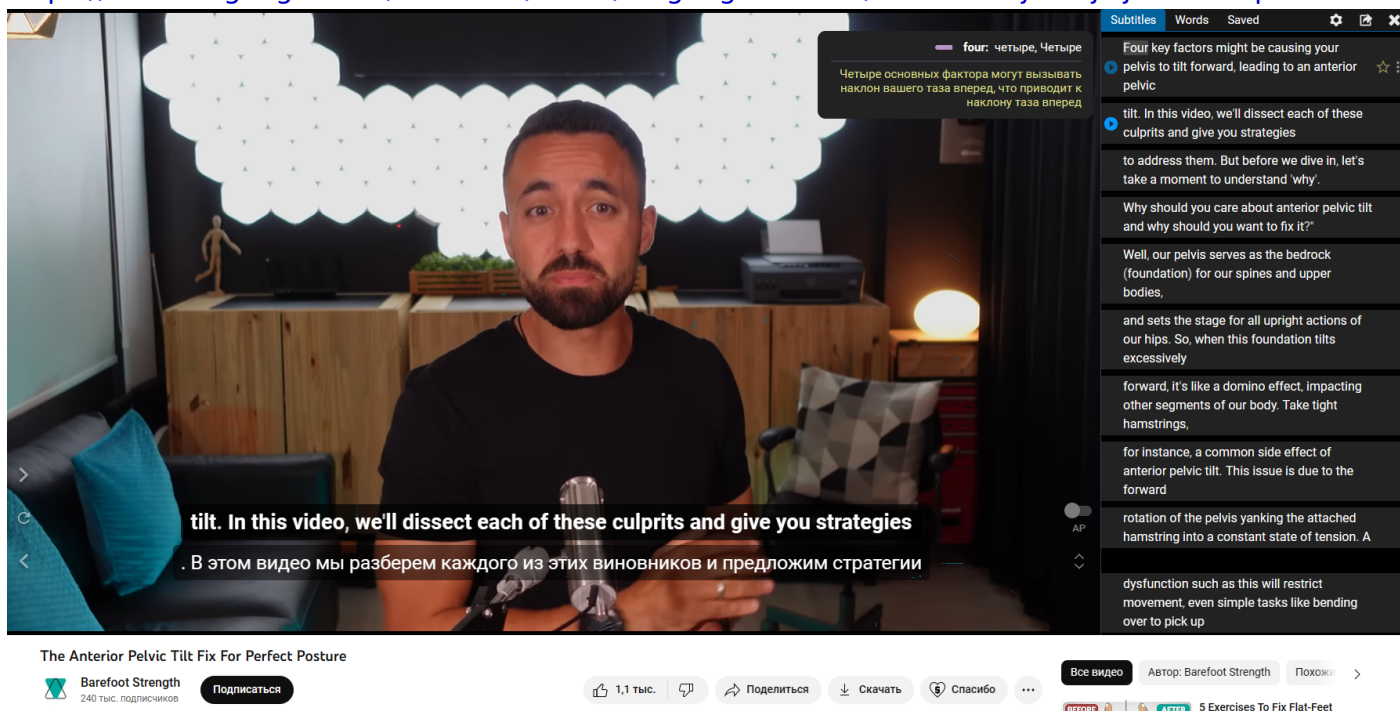 Subtitles Words Saved
four: четыре, Четыре
Четыре основных фактора могут вызывать
наклон вашего таза вперед, что приводит к
наклону таза вперед
tilt. In this video, we'll dissect each of these culprits and give you strategies
. В этом видео мы разберем каждого из этих виновников и предложим стратегии
AP
Four key factors might be causing your
pelvis to tilt forward, leading to an anterior
pelvic
tilt. In this video, we'll dissect each of these
culprits and give you strategies
to address them. But before we dive in, let's
take a moment to understand 'why'.
Why should you care about anterior pelvic tilt
and why should you want to fix it?"
Well, our pelvis serves as the bedrock
(foundation) for our spines and upper
bodies,
and sets the stage for all upright actions of
our hips. So, when this foundation tilts
excessively
forward, it's like a domino effect, impacting
other segments of our body. Take tight
hamstrings,
for instance, a common side effect of
anterior pelvic tilt. This issue is due to the
forward
rotation of the pelvis yanking the attached
hamstring into a constant state of tension. A
dysfunction such as this will restrict
movement, even simple tasks like bending
over to pick up
The Anterior Pelvic Tilt Fix For Perfect Posture
Barefoot Strength
240 тыс. подписчиков
Подписаться
1,1 тыс.
Поделиться
Скачать
Спасибо
Все видео
Автор: Barefoot Strength
Похожи
BEFORE AFTER
5 Exercises To Fix Flat-Feet